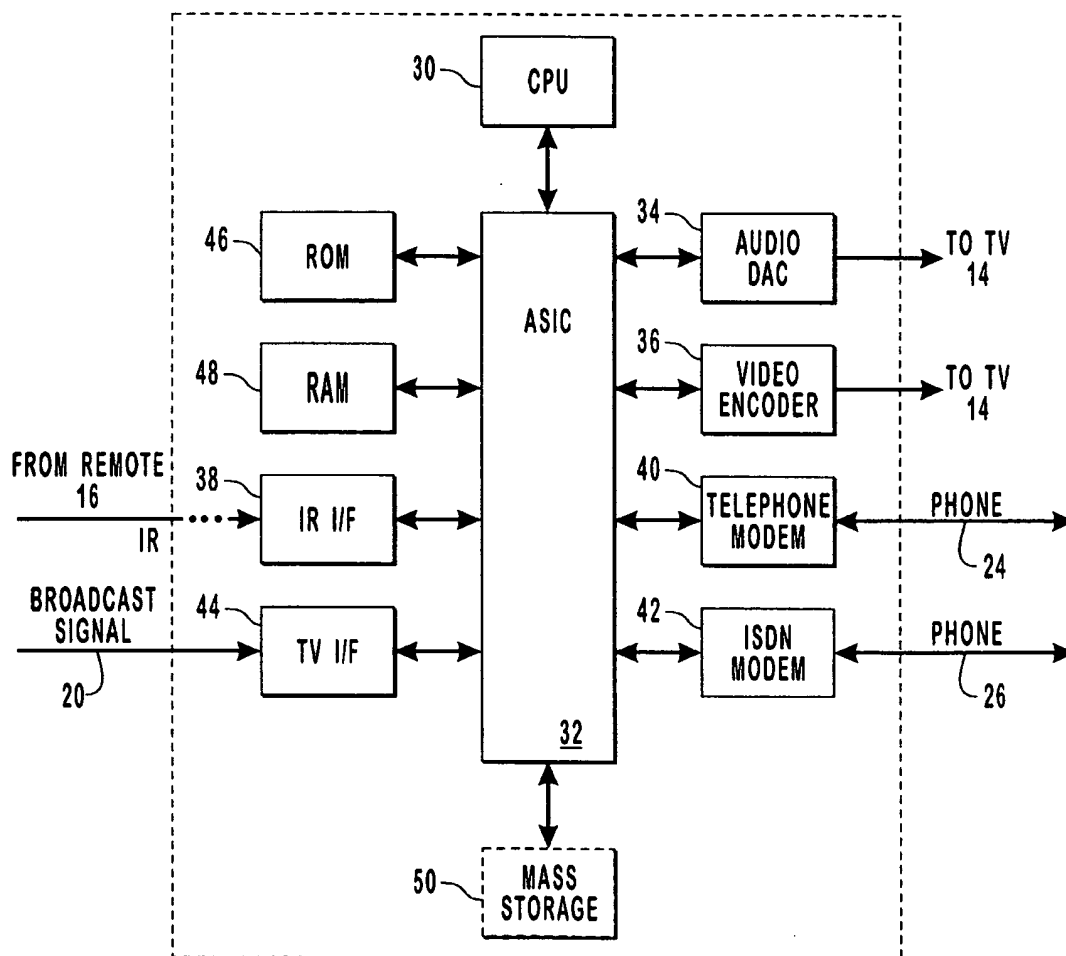 30
CPU
46
ROM
34
AUDIO
DAC
TO TV
14
ASIC
48
RAM
36
VIDEO
ENCODER
TO TV
14
FROM REMOTE
16
IR
38
IR I/F
40
TELEPHONE
MODEM
PHONE
24
BROADCAST
SIGNAL
20
44
TV I/F
42
ISDN
MODEM
PHONE
26
32
50
MASS
STORAGE